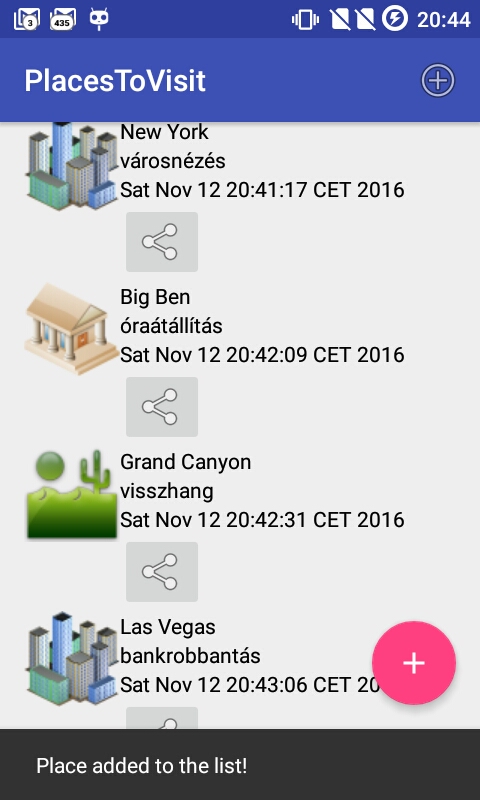 3
435
20:44
PlacesToVisit
New York
városnézés
Sat Nov 12 20:41:17 CET 2016
Big Ben
óraátállítás
Sat Nov 12 20:42:09 CET 2016
Grand Canyon
visszhang
Sat Nov 12 20:42:31 CET 2016
Las Vegas
bankrobbantás
Sat Nov 12 20:43:06 CET 20
Place added to the list!